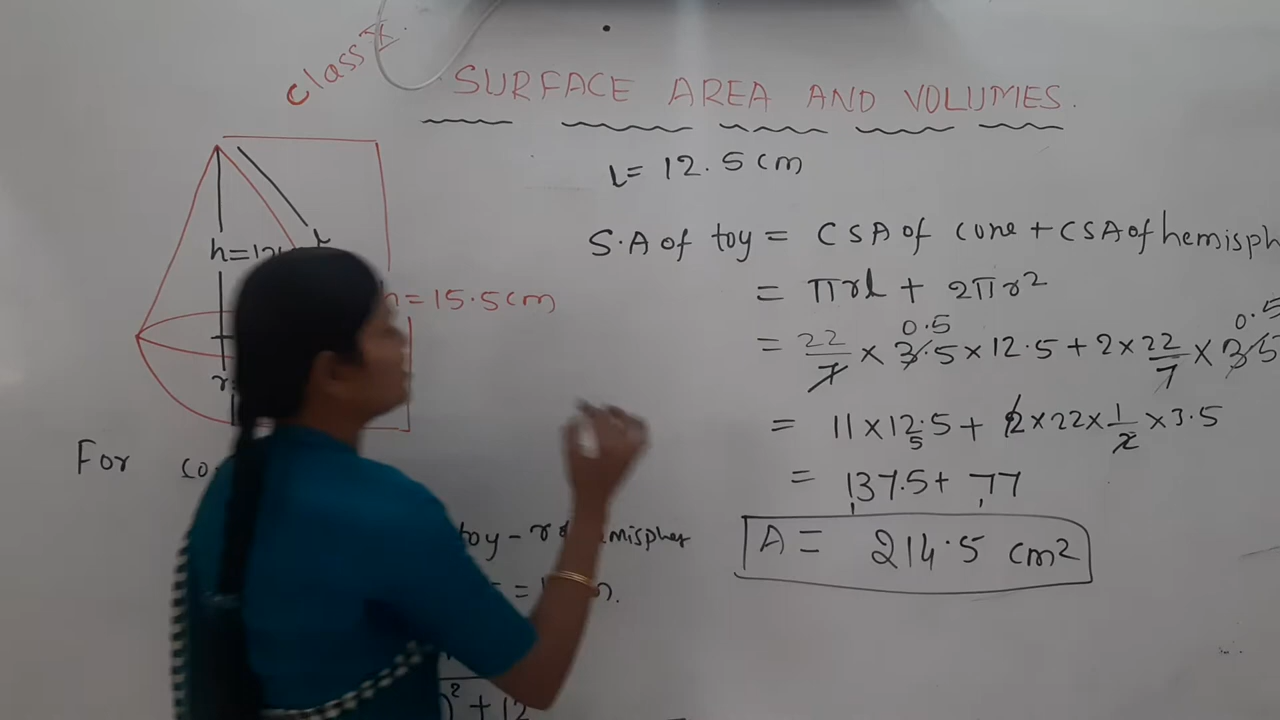 Class X.
SURFACE AREA AND VOLUMES.
l = 12.5 cm
S.A of toy = CSA of cone + CSA of hemisph
= πrl + 2πr²
0.5 0.5
= 22/7 × 3.5 × 12.5 + 2 × 22/7 × 3.5
= 11 × 12.5 + 2 × 22 × 1/2 × 3.5
5
= 137.5 + 77
A = 214.5 cm²
h = 12
l
h = 15.5 cm
r
For co
toy - r of hemispher
=
)² + 12